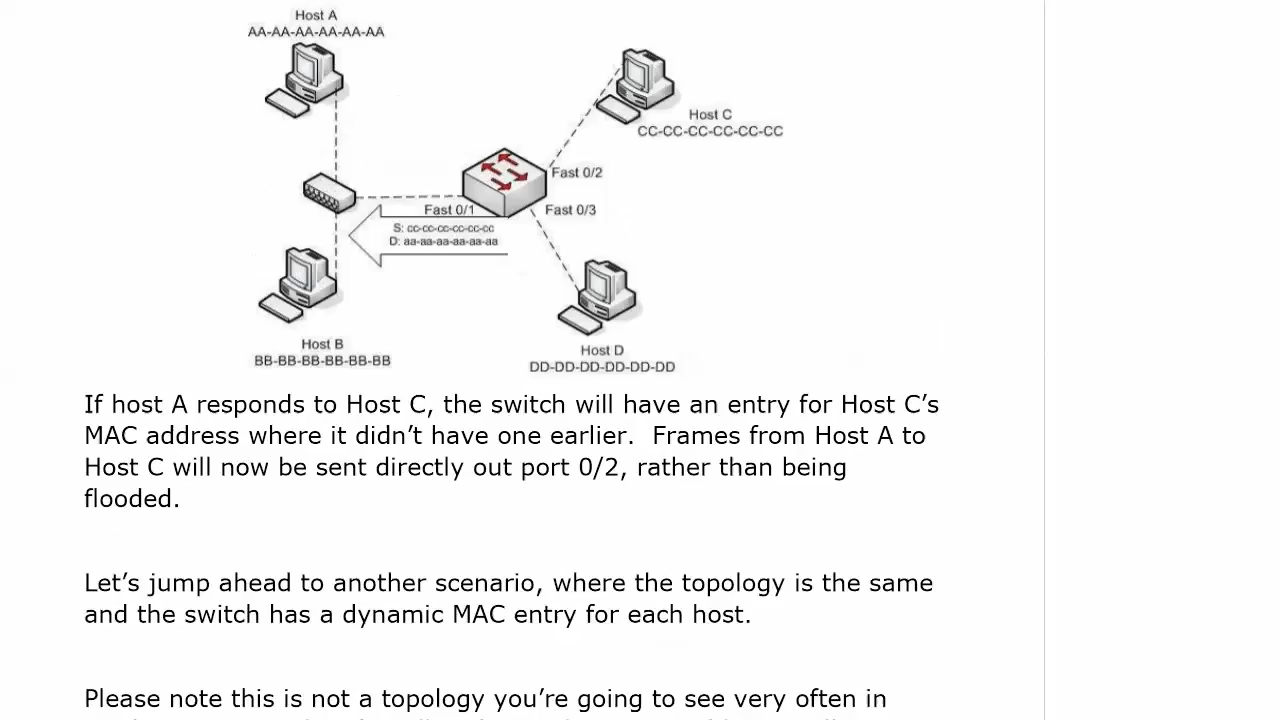 Host A
AA-AA-AA-AA-AA-AA
Host C
CC-CC-CC-CC-CC-CC
Fast 0/2
Fast 0/1
Fast 0/3
S: cc-cc-cc-cc-cc-cc
D: aa-aa-aa-aa-aa-aa
Host B
BB-BB-BB-BB-BB-BB
Host D
DD-DD-DD-DD-DD-DD
If host A responds to Host C, the switch will have an entry for Host C’s
MAC address where it didn’t have one earlier.  Frames from Host A to
Host C will now be sent directly out port 0/2, rather than being
flooded.
Let’s jump ahead to another scenario, where the topology is the same
and the switch has a dynamic MAC entry for each host.
Please note this is not a topology you’re going to see very often in